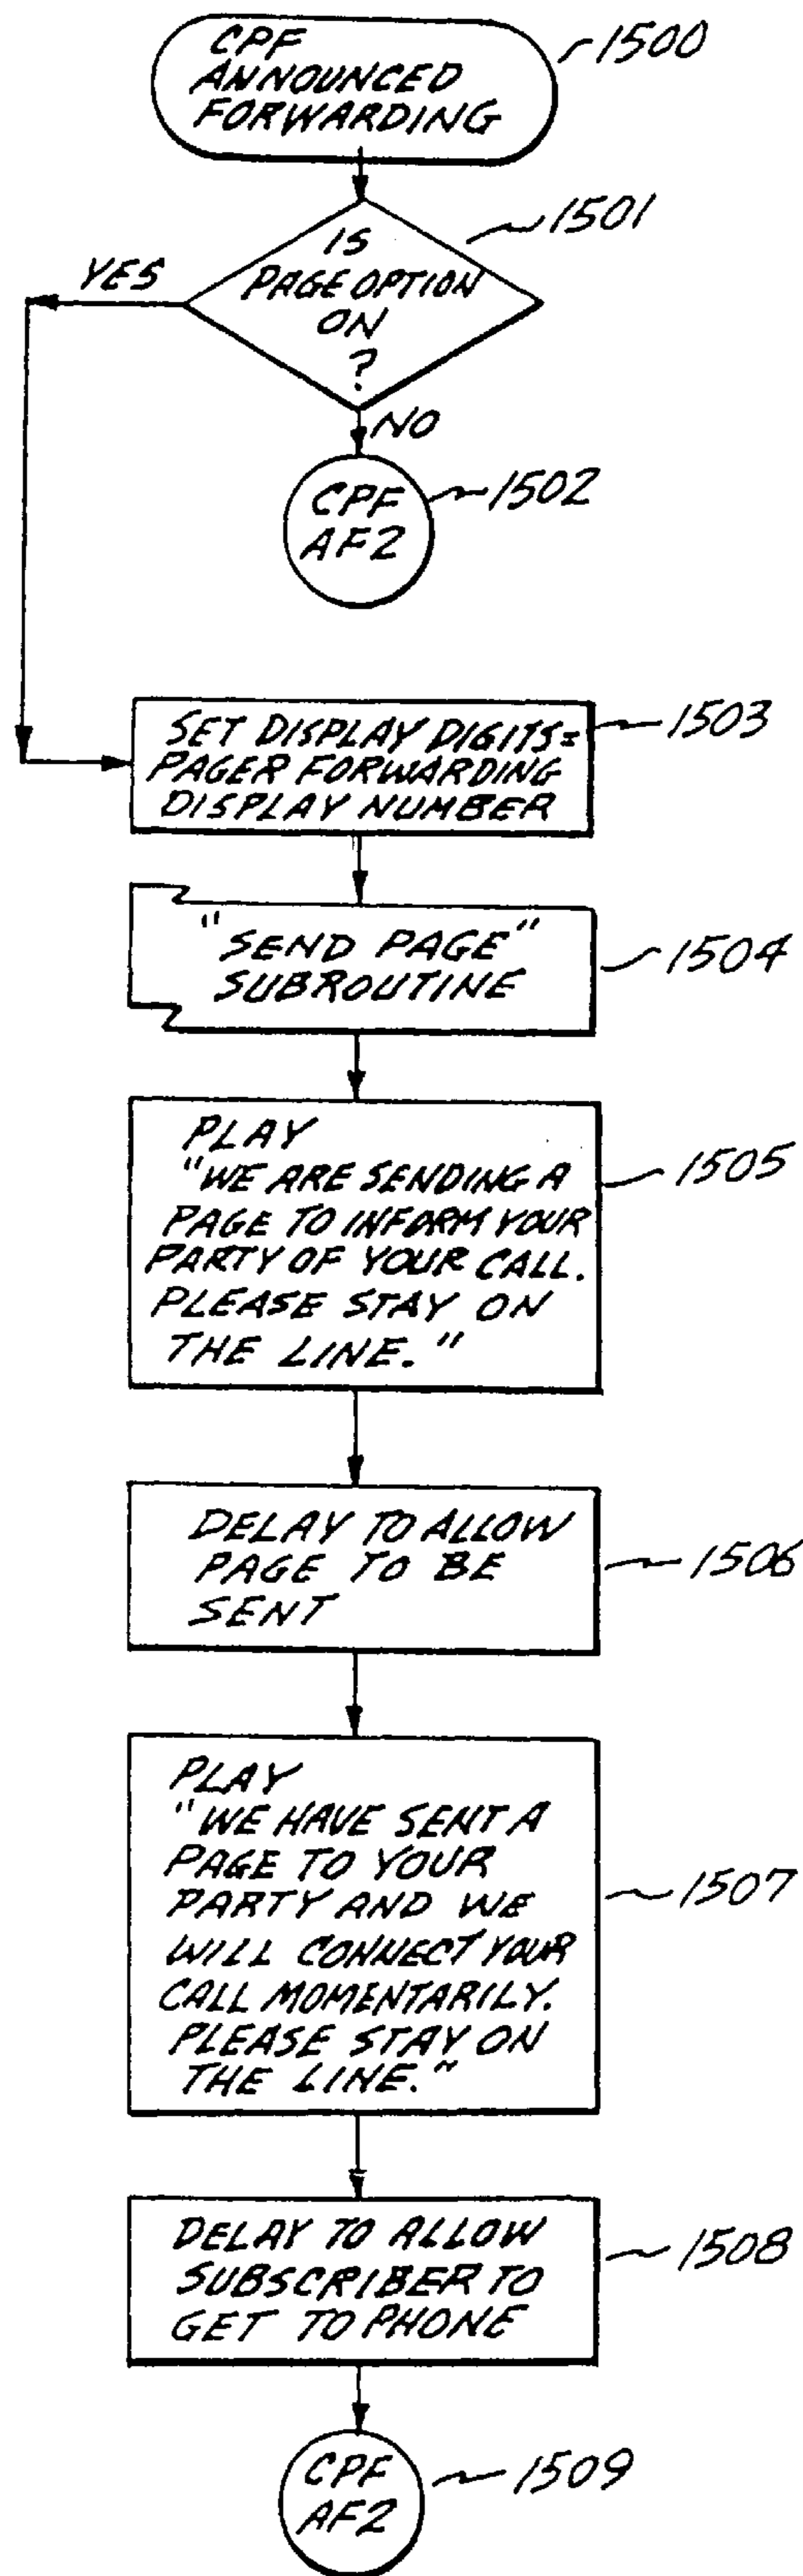 CPF
ANNOUNCED
FORWARDING
1500
IS
PAGE OPTION
ON
?
1501
YES
NO
CPF
AF2
1502
SET DISPLAY DIGITS=
PAGER FORWARDING
DISPLAY NUMBER
1503
"SEND PAGE"
SUBROUTINE
1504
PLAY
"WE ARE SENDING A
PAGE TO INFORM YOUR
PARTY OF YOUR CALL.
PLEASE STAY ON
THE LINE."
1505
DELAY TO ALLOW
PAGE TO BE
SENT
1506
PLAY
"WE HAVE SENT A
PAGE TO YOUR
PARTY AND WE
WILL CONNECT YOUR
CALL MOMENTARILY.
PLEASE STAY ON
THE LINE."
1507
DELAY TO ALLOW
SUBSCRIBER TO
GET TO PHONE
1508
CPF
AF2
1509